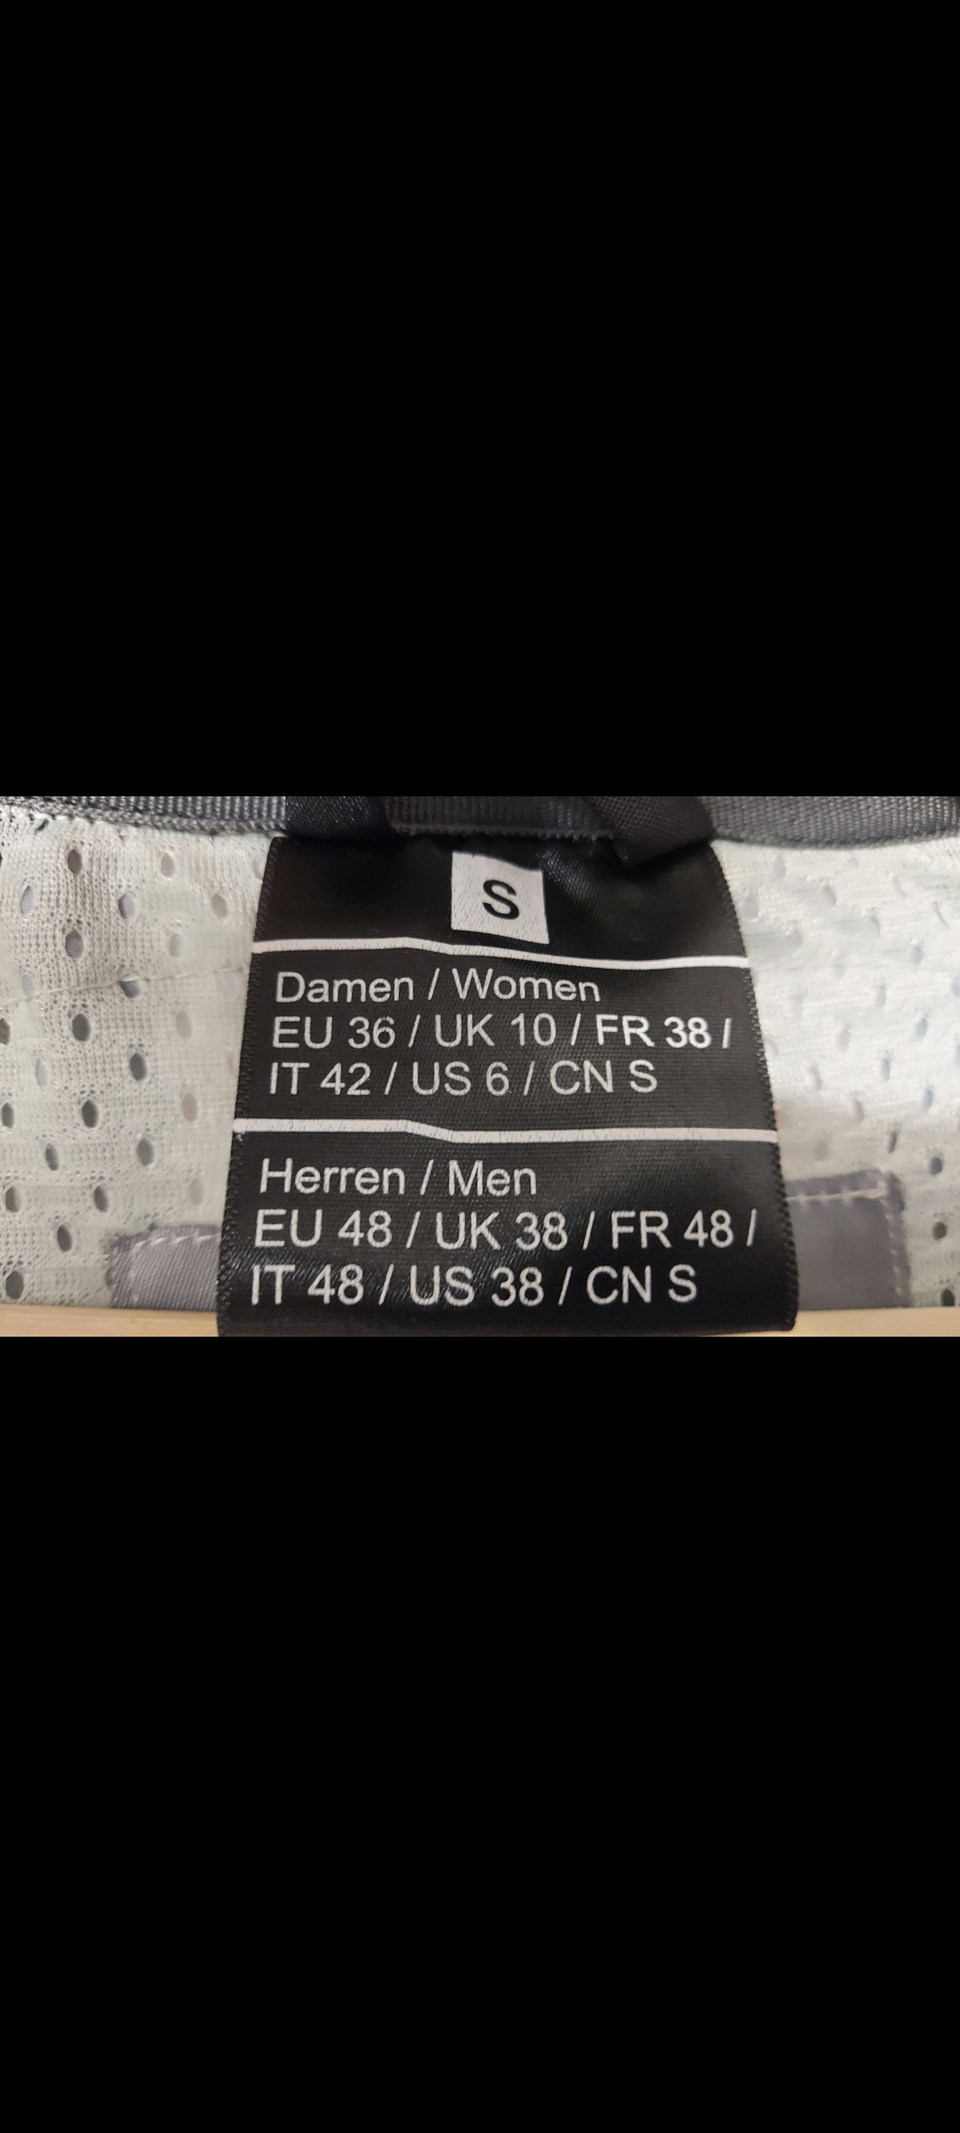 S
Damen / Women
EU 36 / UK 10 / FR 38 /
IT 42 / US 6 / CN S
Herren / Men
EU 48 / UK 38 / FR 48 /
IT 48 / US 38 / CN S